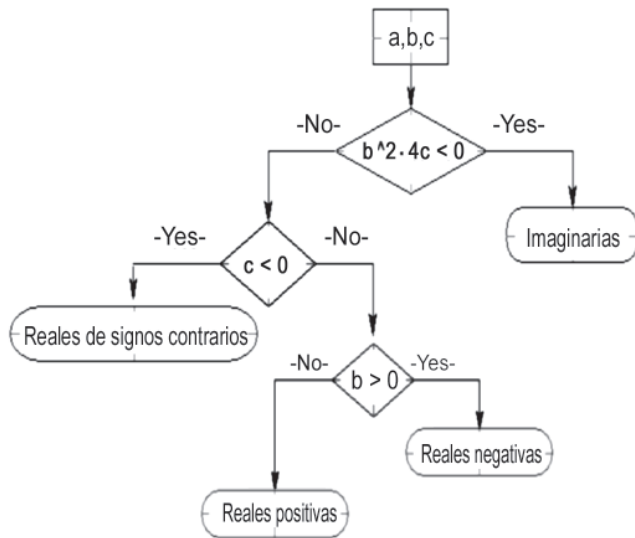 a,b,c
-No-
-Yes-
b ^2 · 4c < 0
-Yes-
-No-
Imaginarias
c < 0
Reales de signos contrarios
-No-
-Yes-
b > 0
Reales negativas
Reales positivas